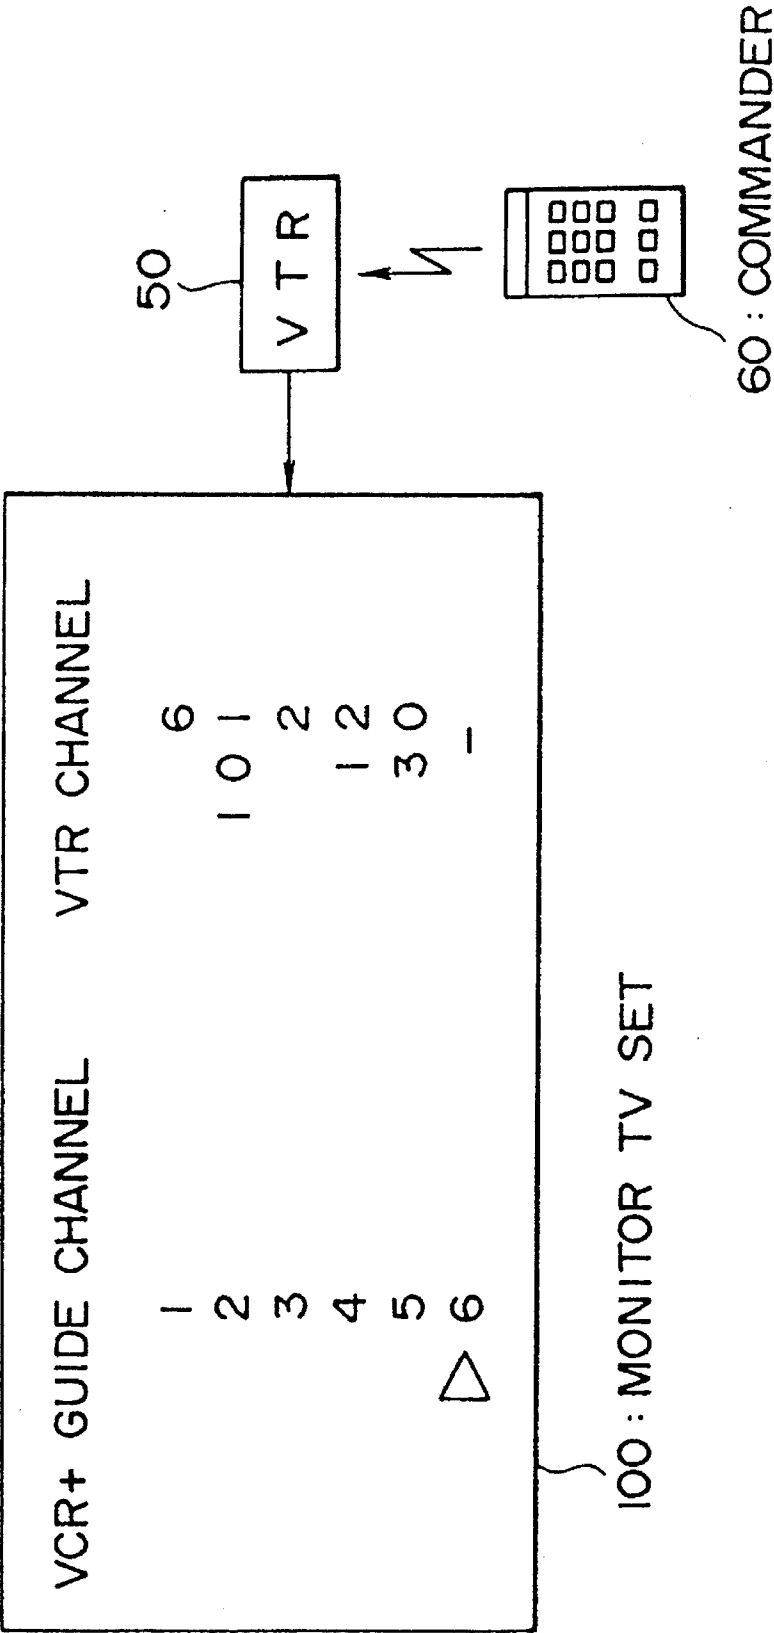 VCR+ GUIDE CHANNEL VTR CHANNEL
1 6
2 101
3 2
4 12
5 30
6 –
50
VTR
100 : MONITOR TV SET
60 : COMMANDER